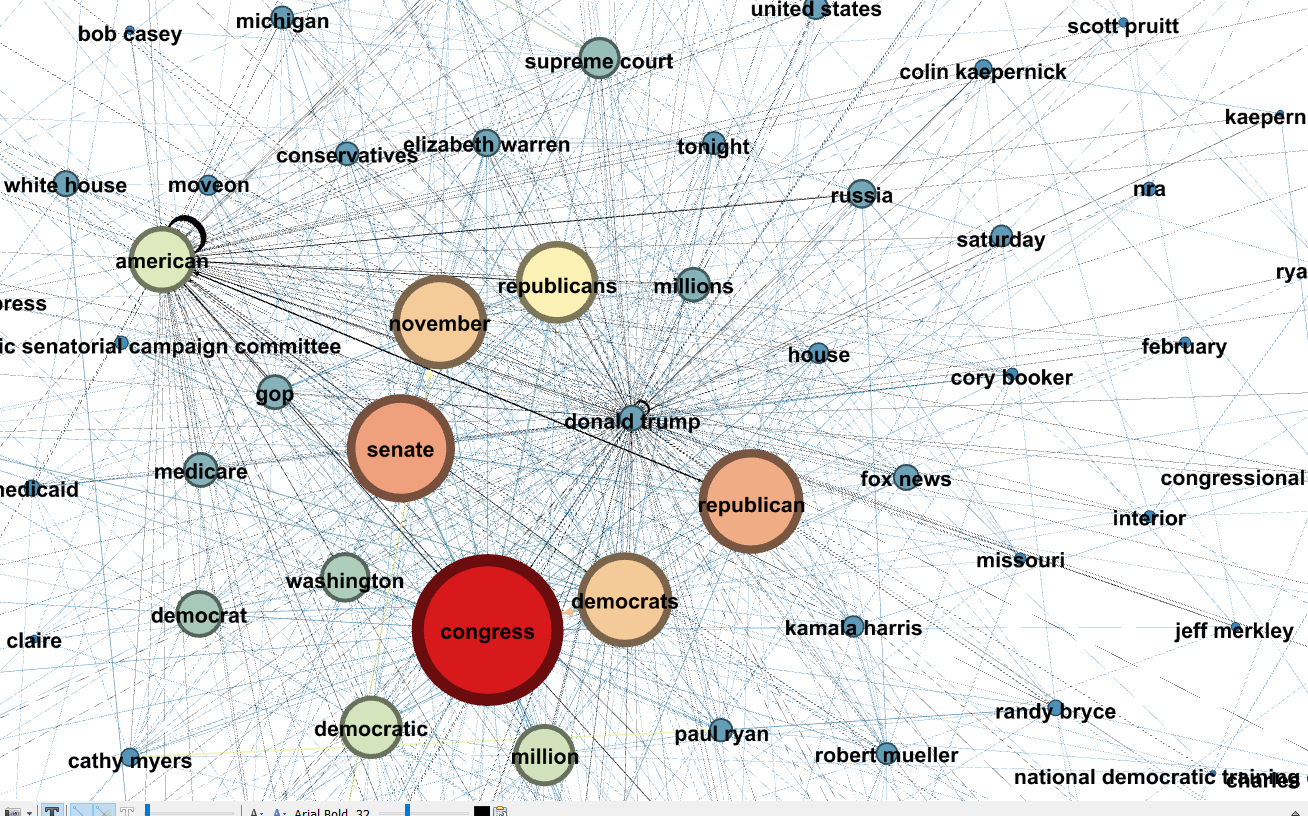 united states
michigan
scott pruitt
bob casey
supreme court
colin kaepernick
kaepern
elizabeth warren
tonight
conservatives
white house
moveon
nra
russia
saturday
american
rya
republicans
millions
press
november
ic senatorial campaign committee
february
house
cory booker
gop
donald trump
senate
medicare
fox news
congressional
medicaid
republican
interior
missouri
washington
democrats
democrat
kamala harris
congress
jeff merkley
claire
randy bryce
democratic
paul ryan
robert mueller
million
cathy myers
national democratic training
charles
Arial Bold, 32